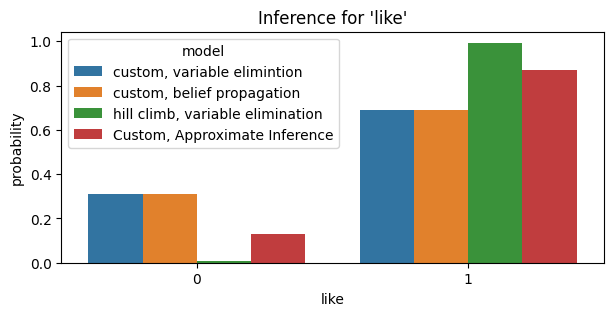 Inference for 'like'
model
custom, variable elimintion
custom, belief propagation
hill climb, variable elimination
Custom, Approximate Inference
probability
1.0
0.8
0.6
0.4
0.2
0.0
0
1
like